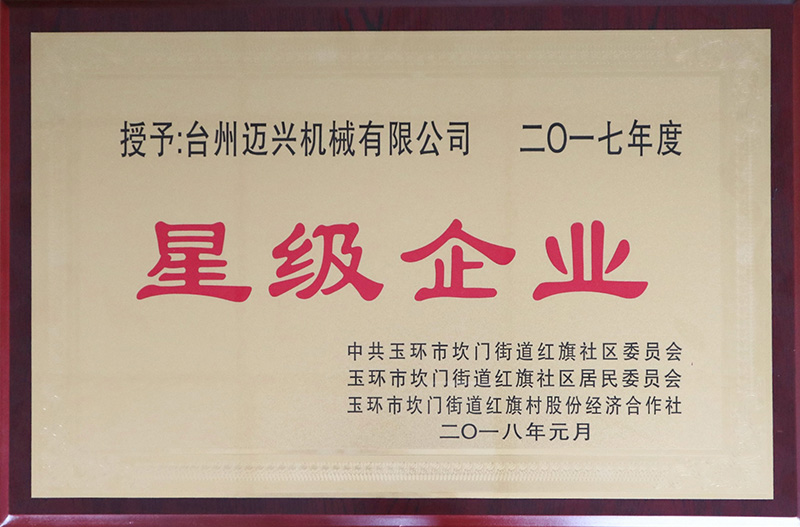 授予:台州迈兴机械有限公司 二〇一七年度
星级企业
中共玉环市坎门街道红旗社区委员会
玉环市坎门街道红旗社区居民委员会
玉环市坎门街道红旗村股份经济合作社
二〇一八年元月